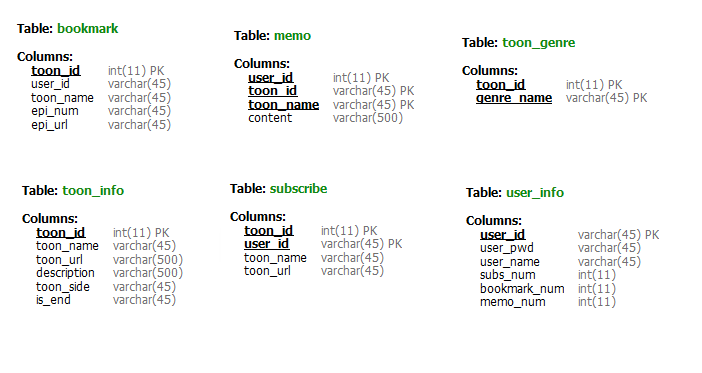 Table: bookmark
Columns:
toon_id int(11) PK
user_id varchar(45)
toon_name varchar(45)
epi_num varchar(45)
epi_url varchar(45)
Table: memo
Columns:
user_id int(11) PK
toon_id varchar(45) PK
toon_name varchar(45) PK
content varchar(500)
Table: toon_genre
Columns:
toon_id int(11) PK
genre_name varchar(45) PK
Table: toon_info
Columns:
toon_id int(11) PK
toon_name varchar(45)
toon_url varchar(500)
description varchar(500)
toon_side varchar(45)
is_end varchar(45)
Table: subscribe
Columns:
toon_id int(11) PK
user_id varchar(45) PK
toon_name varchar(45)
toon_url varchar(45)
Table: user_info
Columns:
user_id varchar(45) PK
user_pwd varchar(45)
user_name varchar(45)
subs_num int(11)
bookmark_num int(11)
memo_num int(11)